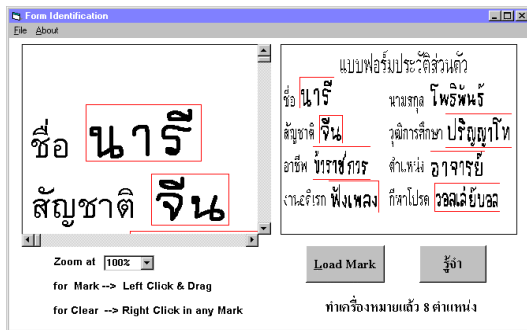 Form Identification
File About
ชื่อ นารี
สัญชาติ จีน
แบบฟอร์มประวัติส่วนตัว
ชื่อ นารี นามสกุล โพธิพันธ์
สัญชาติ จีน วุฒิการศึกษา ปริญญาโท
อาชีพ ข้าราชการ ตำแหน่ง อาจารย์
งานอดิเรก ฟังเพลง กีฬาโปรด วอลเล่ย์บอล
Zoom at 100%
for Mark --> Left Click & Drag
for Clear --> Right Click in any Mark
Load Mark รู้จำ
ทำเครื่องหมายแล้ว 8 ตำแหน่ง